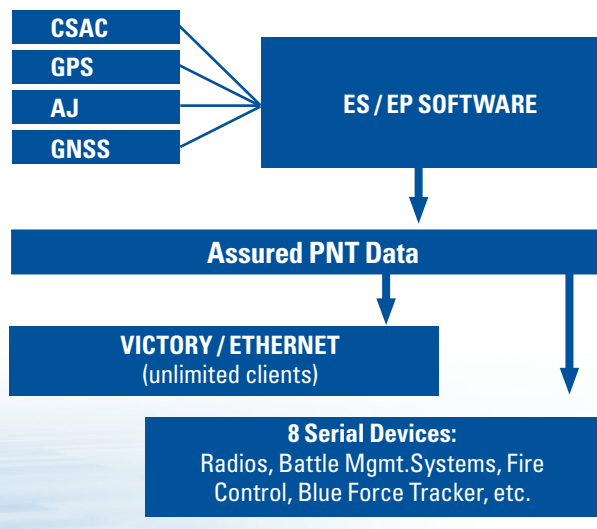 CSAC
GPS
AJ
GNSS
ES / EP SOFTWARE
Assured PNT Data
VICTORY / ETHERNET
(unlimited clients)
8 Serial Devices:
Radios, Battle Mgmt.Systems, Fire
Control, Blue Force Tracker, etc.